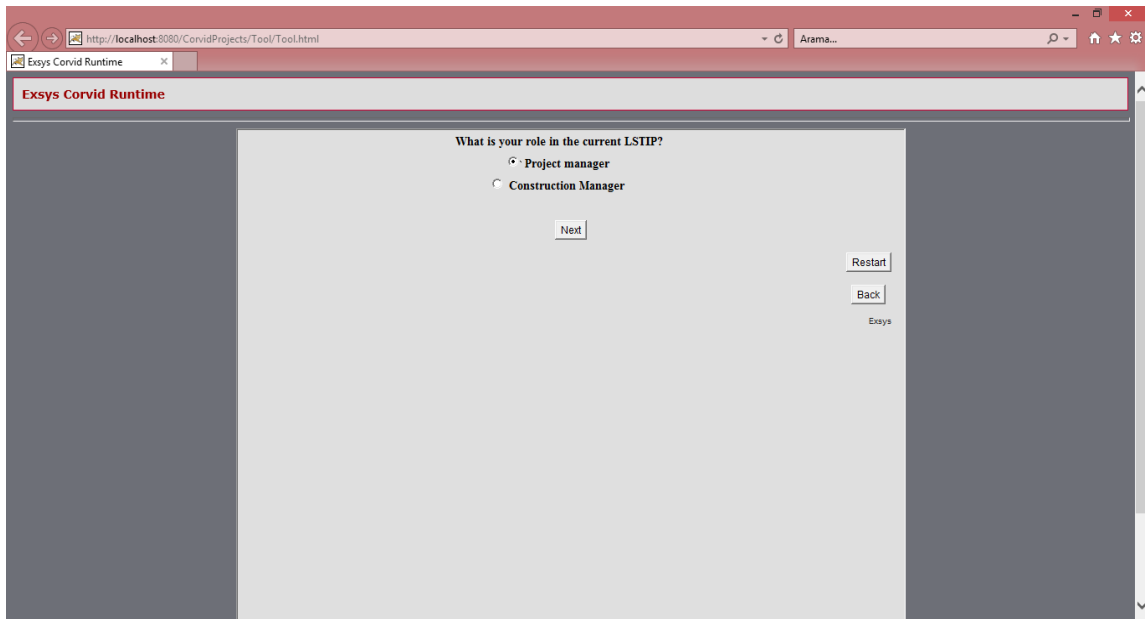 http://localhost:8080/CorvidProjects/Tool/Tool.html
Arama...
Exsys Corvid Runtime
Exsys Corvid Runtime
What is your role in the current LSTIP?
Project manager
Construction Manager
Next
Restart
Back
Exsys